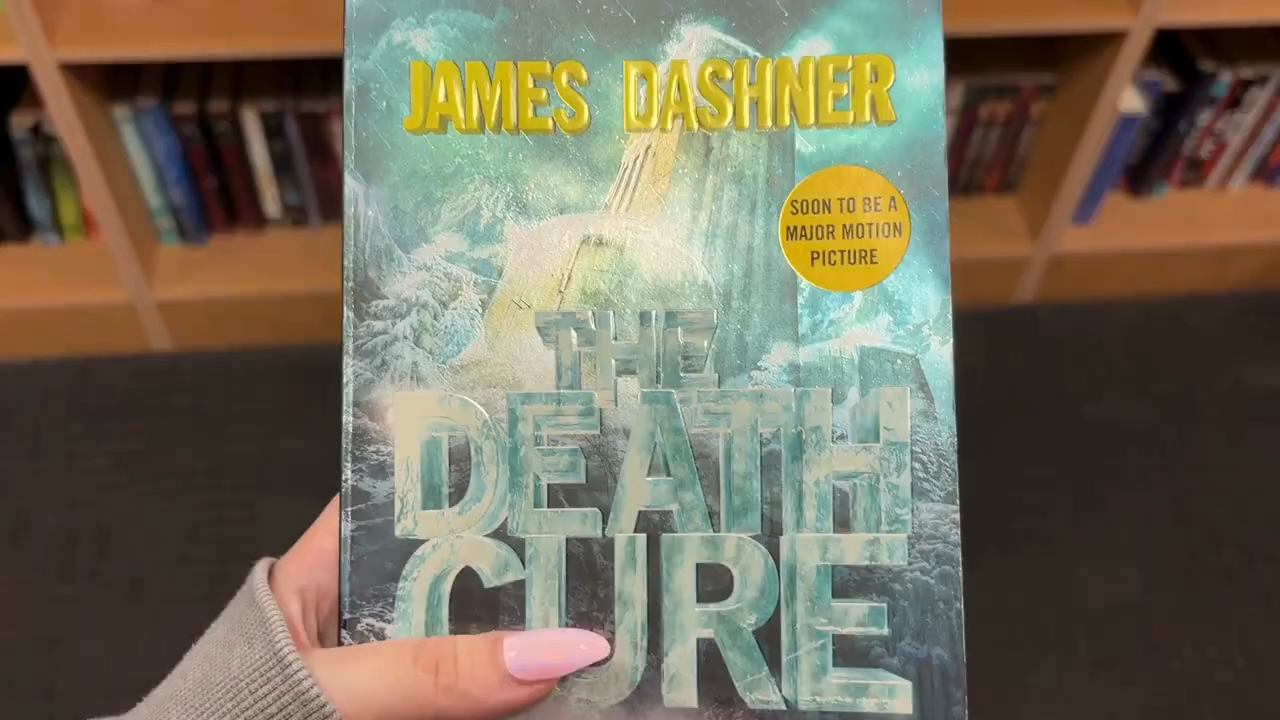 JAMES DASHNER
SOON TO BE A
MAJOR MOTION
PICTURE
THE
DEATH
CURE